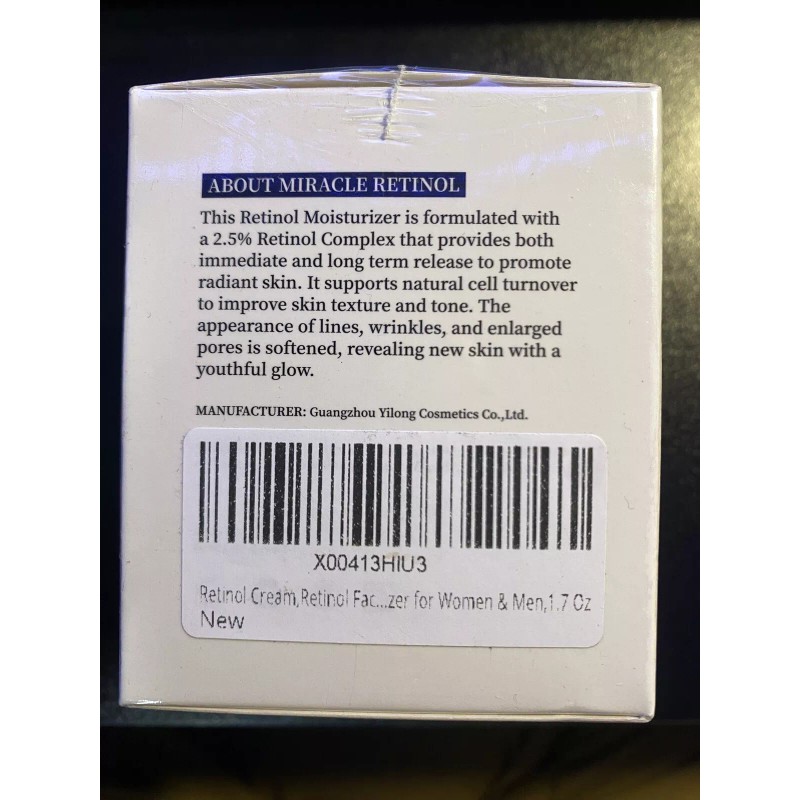 ABOUT MIRACLE RETINOL
This Retinol Moisturizer is formulated with
a 2.5% Retinol Complex that provides both
immediate and long term release to promote
radiant skin. It supports natural cell turnover
to improve skin texture and tone. The
appearance of lines, wrinkles, and enlarged
pores is softened, revealing new skin with a
youthful glow.
MANUFACTURER: Guangzhou Yilong Cosmetics Co.,Ltd.
X00413HIU3
Retinol Cream,Retinol Fac...zer for Women & Men,1.7 Oz
New